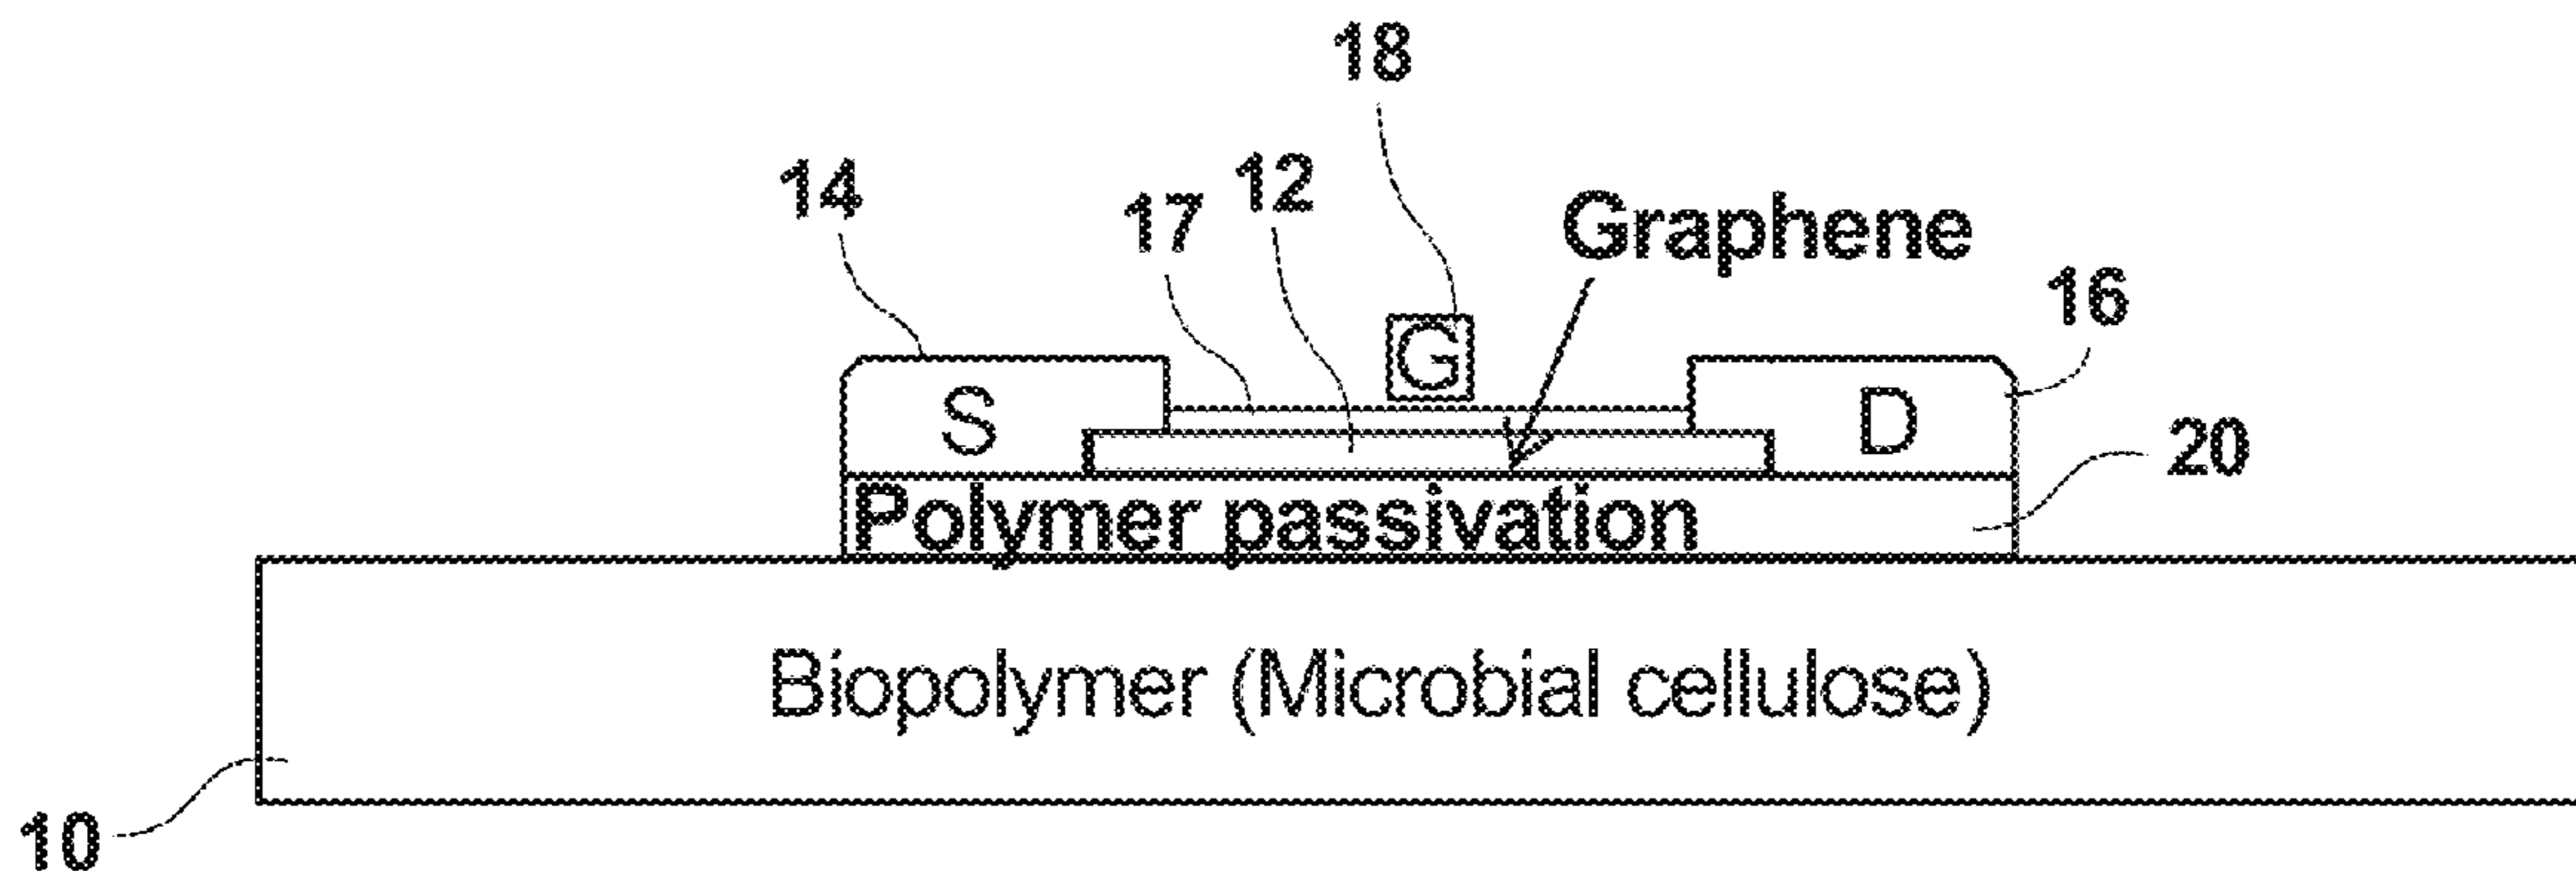 18
14
17
12
Graphene
16
G
S
D
20
Polymer passivation
Biopolymer (Microbial cellulose)
10